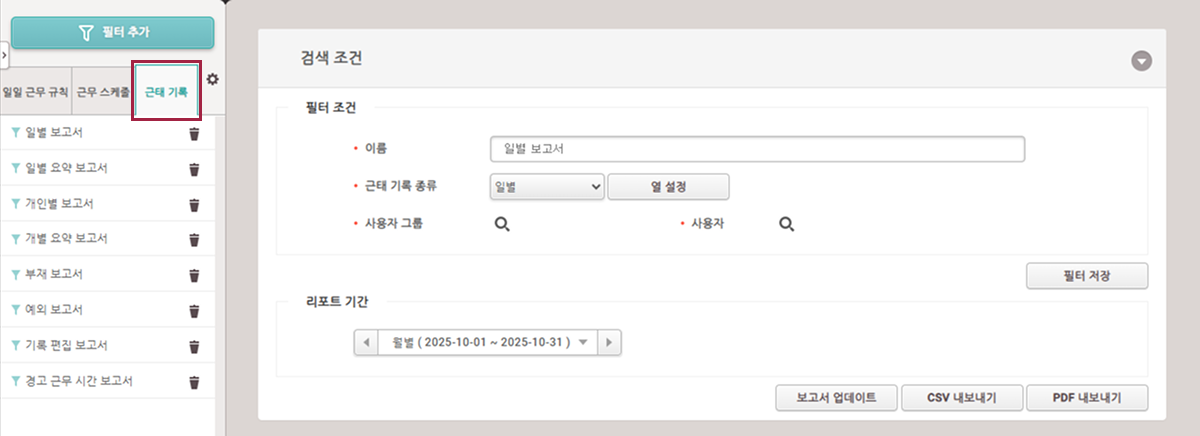 필터 추가
일일 근무 규칙
근무 스케줄
근태 기록
일별 보고서
일별 요약 보고서
개인별 보고서
개별 요약 보고서
부재 보고서
예외 보고서
기록 편집 보고서
경고 근무 시간 보고서
검색 조건
필터 조건
• 이름
일별 보고서
• 근태 기록 종류
일별
열 설정
• 사용자 그룹
• 사용자
필터 저장
리포트 기간
월별 ( 2025-10-01 ~ 2025-10-31 )
보고서 업데이트
CSV 내보내기
PDF 내보내기